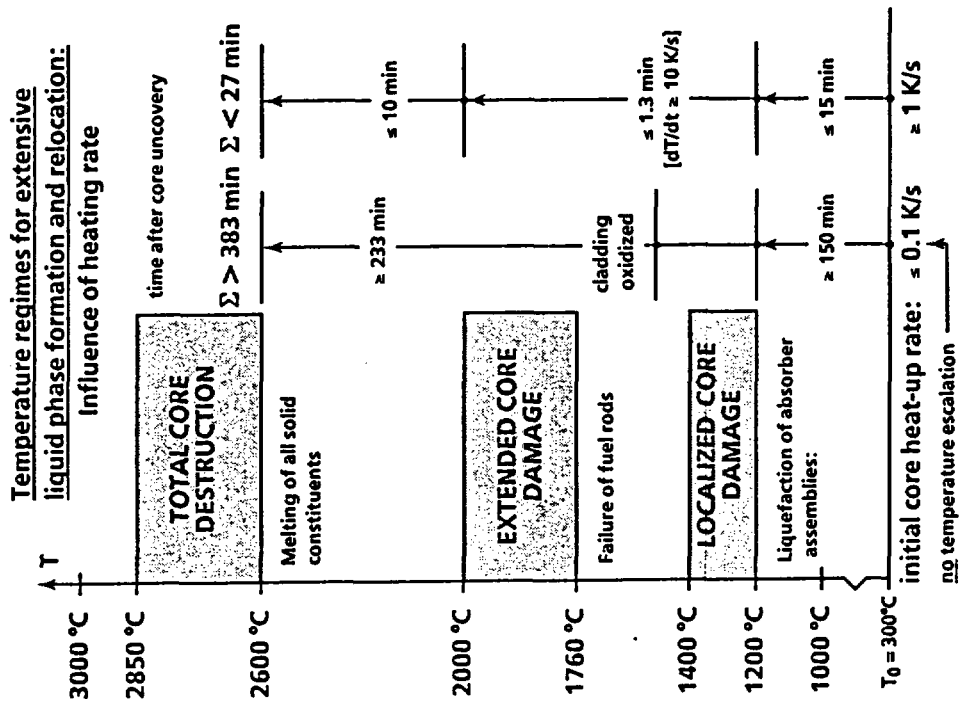 Temperature regimes for extensive
liquid phase formation and relocation:
Influence of heating rate
T
3000 °C
2850 °C
2600 °C
2000 °C
1760 °C
1400 °C
1200 °C
1000 °C
T0 = 300°C
TOTAL CORE
DESTRUCTION
Melting of all solid
constituents
EXTENDED CORE
DAMAGE
Failure of fuel rods
LOCALIZED CORE
DAMAGE
Liquefaction of absorber
assemblies:
time after core uncovery
Σ > 383 min Σ < 27 min
≥ 233 min
≤ 10 min
cladding
oxidized
≤ 1.3 min
[dT/dt ≥ 10 K/s]
≥ 150 min
≤ 15 min
initial core heat-up rate: ≤ 0.1 K/s ≥ 1 K/s
no temperature escalation